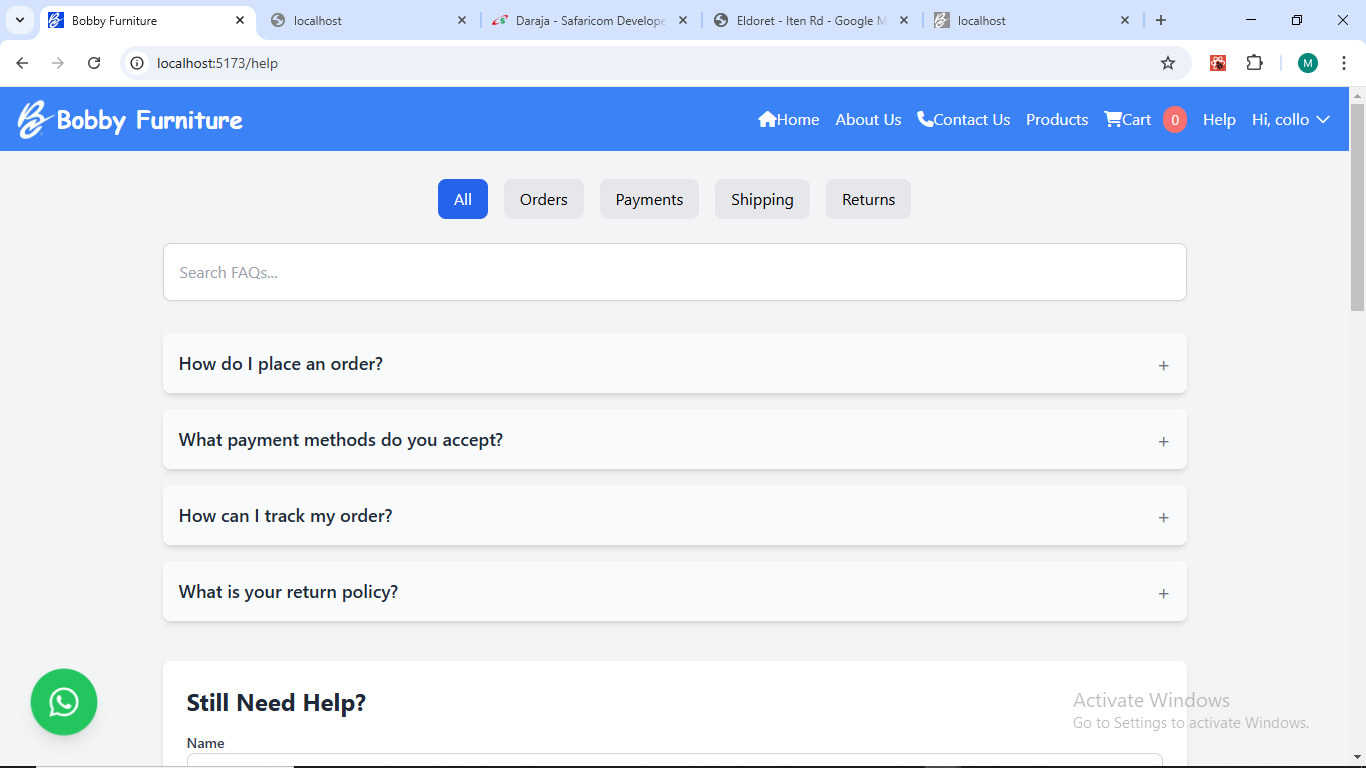 Bobby Furniture
localhost
Daraja - Safaricom Develope
Eldoret - Iten Rd - Google M
localhost
localhost:5173/help
M
Bobby Furniture
Home About Us Contact Us Products Cart 0 Help Hi, collo
All Orders Payments Shipping Returns
Search FAQs...
How do I place an order? +
What payment methods do you accept? +
How can I track my order? +
What is your return policy? +
Still Need Help?
Name
Activate Windows
Go to Settings to activate Windows.